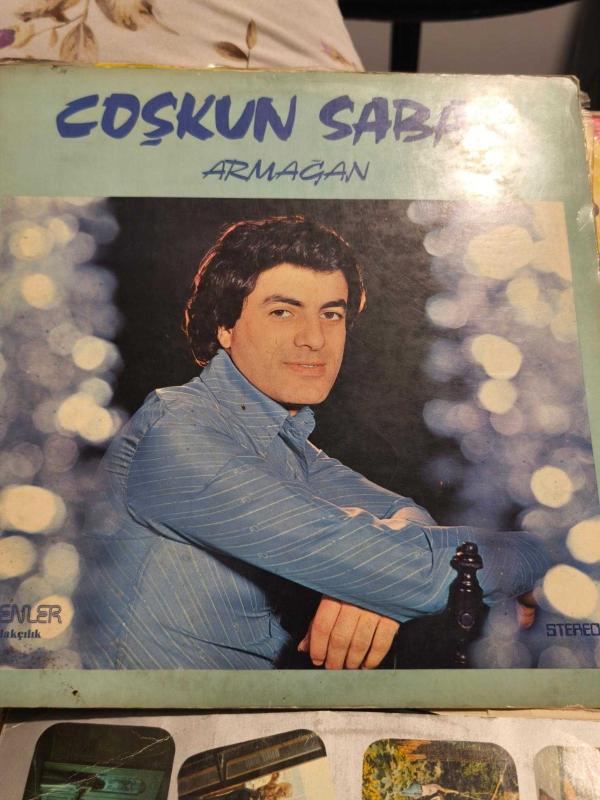 COŞKUN SABA
ARMAĞAN
ENLER
lakçılık
STEREO